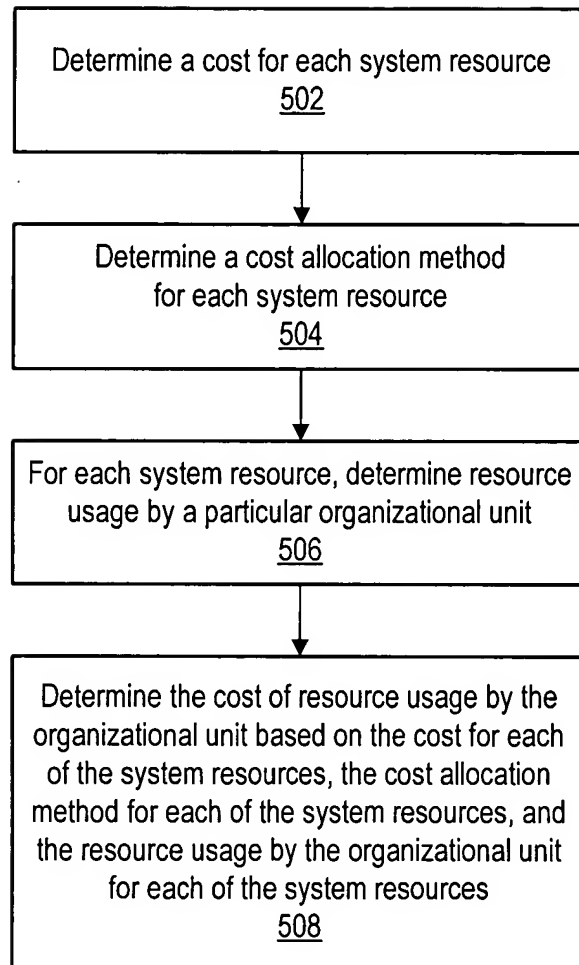 Determine a cost for each system resource
502
Determine a cost allocation method
for each system resource
504
For each system resource, determine resource
usage by a particular organizational unit
506
Determine the cost of resource usage by the
organizational unit based on the cost for each
of the system resources, the cost allocation
method for each of the system resources, and
the resource usage by the organizational unit
for each of the system resources
508